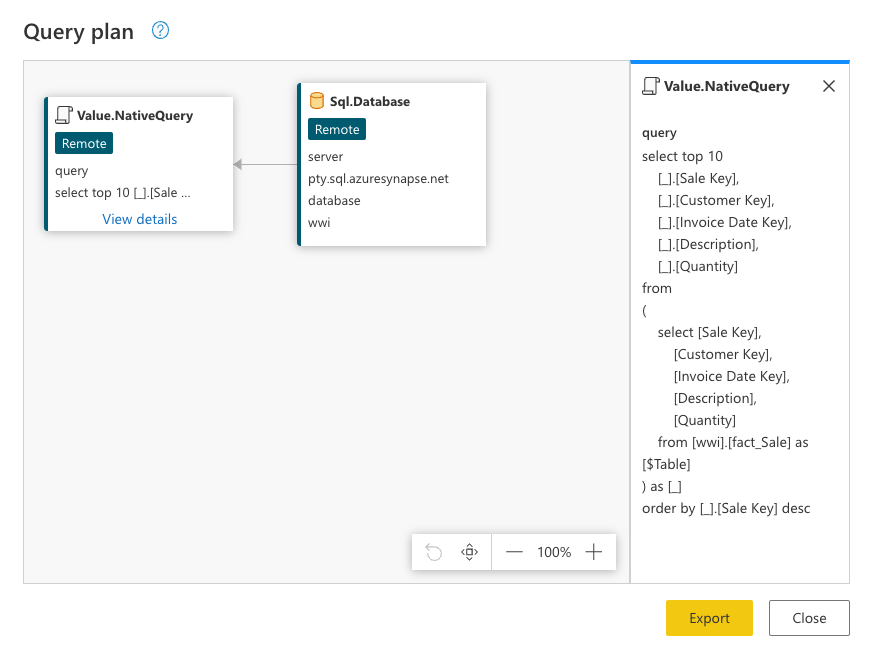 Query plan
Value.NativeQuery
Remote
query
select top 10 [_].[Sale ...
View details
Sql.Database
Remote
server
pty.sql.azuresynapse.net
database
wwi
100%
Value.NativeQuery
query
select top 10
[_].[Sale Key],
[_].[Customer Key],
[_].[Invoice Date Key],
[_].[Description],
[_].[Quantity]
from
(
select [Sale Key],
[Customer Key],
[Invoice Date Key],
[Description],
[Quantity]
from [wwi].[fact_Sale] as
[$Table]
) as [_]
order by [_].[Sale Key] desc
Export
Close